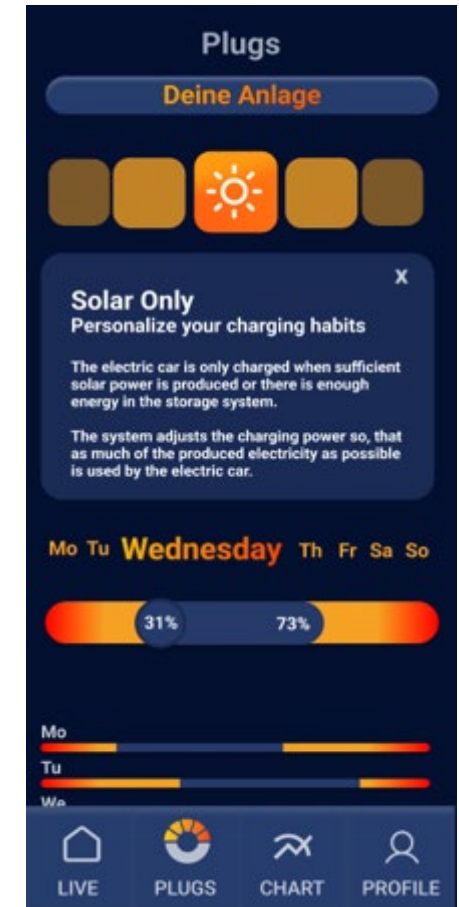 Plugs
Deine Anlage
x
Solar Only
Personalize your charging habits
The electric car is only charged when sufficient
solar power is produced or there is enough
energy in the storage system.
The system adjusts the charging power so, that
as much of the produced electricity as possible
is used by the electric car.
Mo Tu Wednesday Th Fr Sa So
31% 73%
Mo
Tu
We
LIVE PLUGS CHART PROFILE